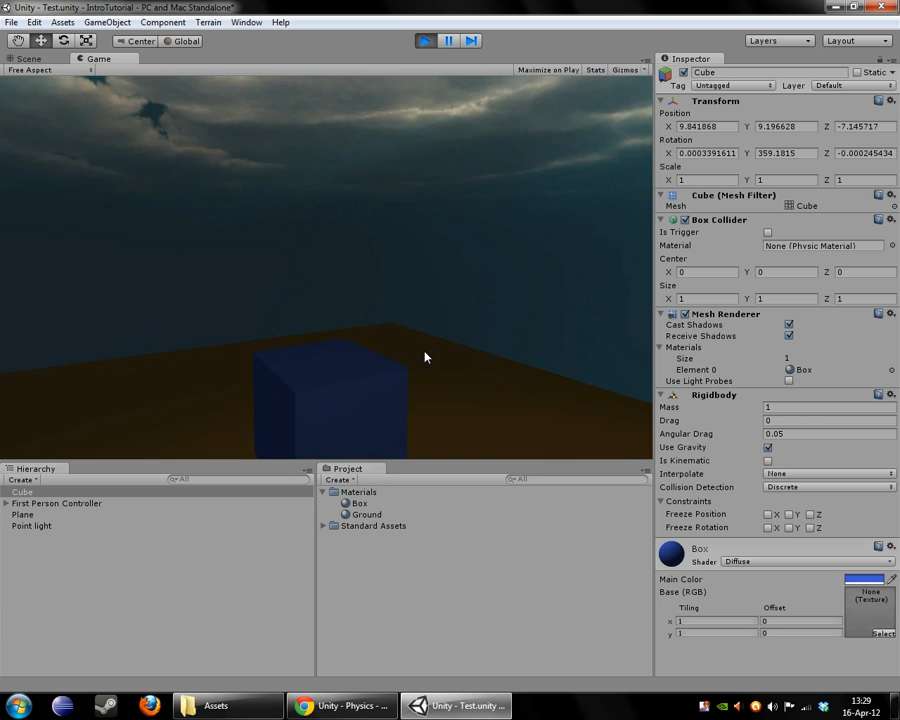 Unity - Test.unity - IntroTutorial - PC and Mac Standalone*
File Edit Assets GameObject Component Terrain Window Help
Center Global Layers Layout
Scene Game
Free Aspect Maximize on Play Stats Gizmos
Inspector
Cube Static
Tag Untagged Layer Default
Transform
Position
X 9.841868 Y 9.196628 Z -7.145717
Rotation
X 0.0003391611 Y 359.1815 Z -0.000245434
Scale
X 1 Y 1 Z 1
Cube (Mesh Filter)
Mesh Cube
Box Collider
Is Trigger
Material None (Physic Material)
Center
X 0 Y 0 Z 0
Size
X 1 Y 1 Z 1
Mesh Renderer
Cast Shadows
Receive Shadows
Materials
Size 1
Element 0 Box
Use Light Probes
Rigidbody
Mass 1
Drag 0
Angular Drag 0.05
Use Gravity
Is Kinematic
Interpolate None
Collision Detection Discrete
Constraints
Freeze Position X Y Z
Freeze Rotation X Y Z
Box
Shader Diffuse
Main Color
Base (RGB)
None
(Texture)
Tiling Offset
x 1 0
y 1 0
Select
Hierarchy
Create All
Cube
First Person Controller
Plane
Point light
Project
Create All
Materials
Box
Ground
Standard Assets
Assets
Unity - Physics - ...
Unity - Test.unity ...
13:29
16-Apr-12